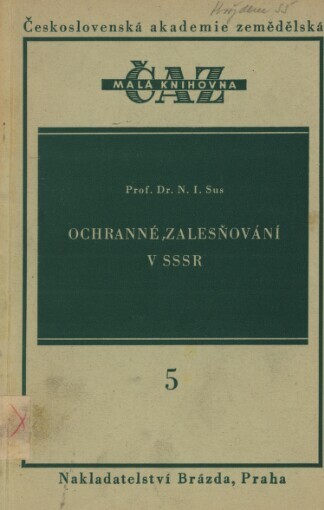 Československá akademie zemědělská
ČAZ
MALÁ KNIHOVNA
Prof. Dr. N. I. Sus
OCHRANNÉ ZALESŇOVÁNÍ
V SSSR
5
Nakladatelství Brázda, Praha